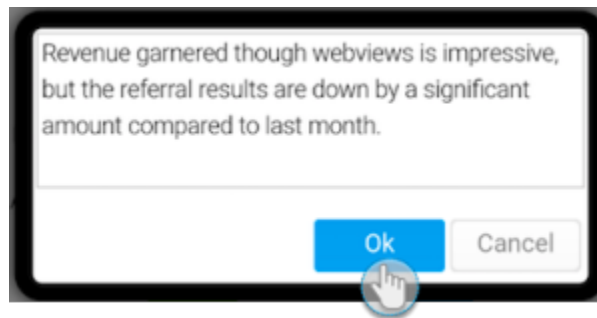 Revenue garnered though webviews is impressive,
but the referral results are down by a significant
amount compared to last month.
Ok
Cancel